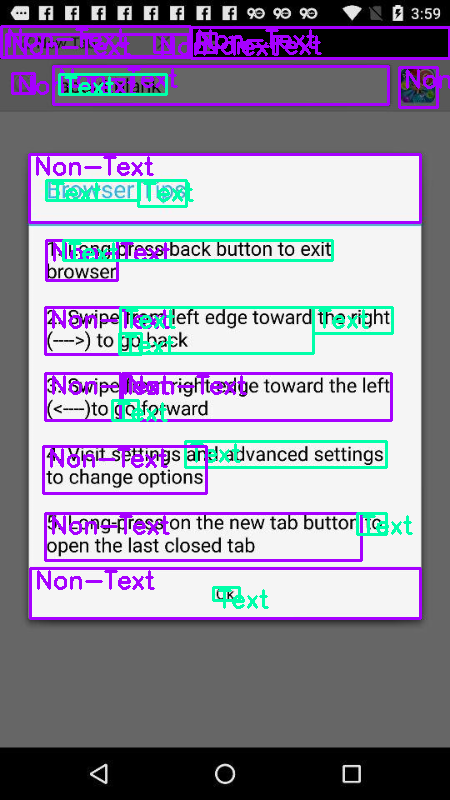 3:59
New Tab
Non-Text
Non-Text
Text
Text
Non-Text
about:blank
Text
Non-Text
Non-Text
Non-Text
Browser Tips
Text
Text
1. Long-press back button to exit
browser
Text
Non-Text
2. Swipe from left edge toward the right
(---->) to go back
Non-Text
Text
Text
Text
3. Swipe from right edge toward the left
(<----)to go forward
Non-Text
Non-Text
Text
4. Visit settings and advanced settings
to change options
Non-Text
Text
5. Long-press on the new tab button to
open the last closed tab
Non-Text
Text
Non-Text
OK
Text